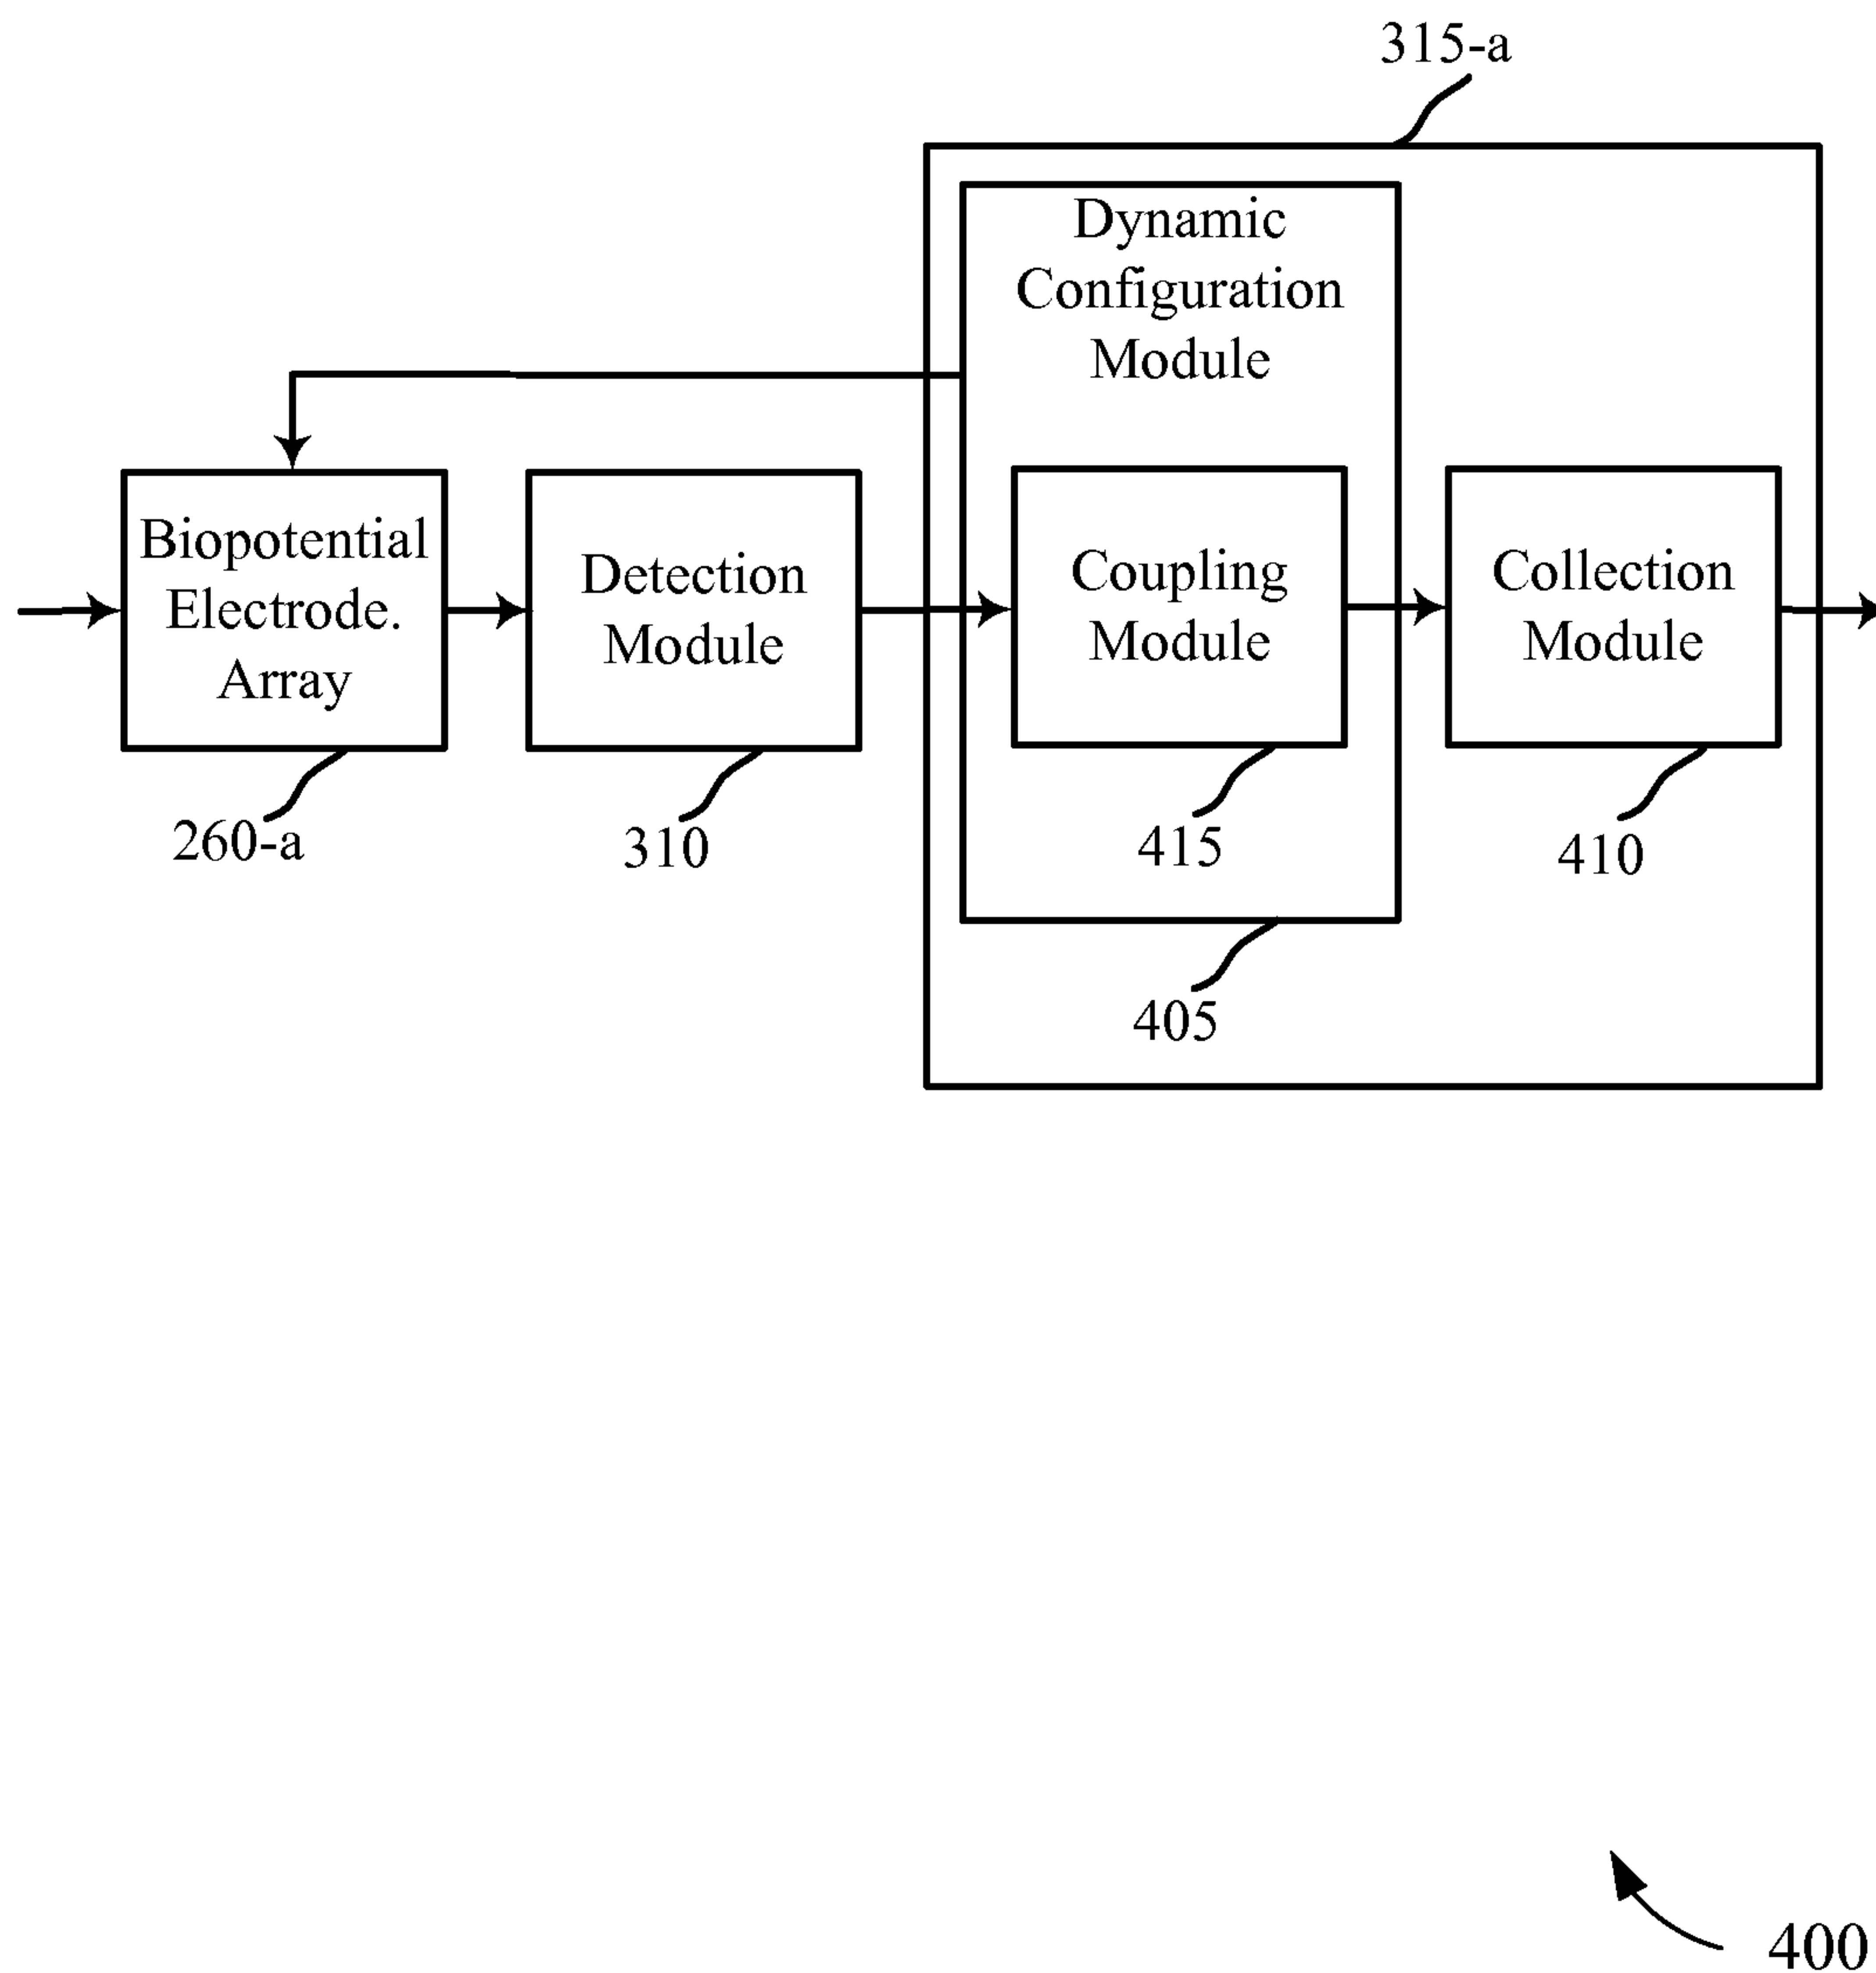 315-a
Dynamic
Configuration
Module
Biopotential
Electrode.
Array
Detection
Module
Coupling
Module
Collection
Module
260-a
310
415
410
405
400